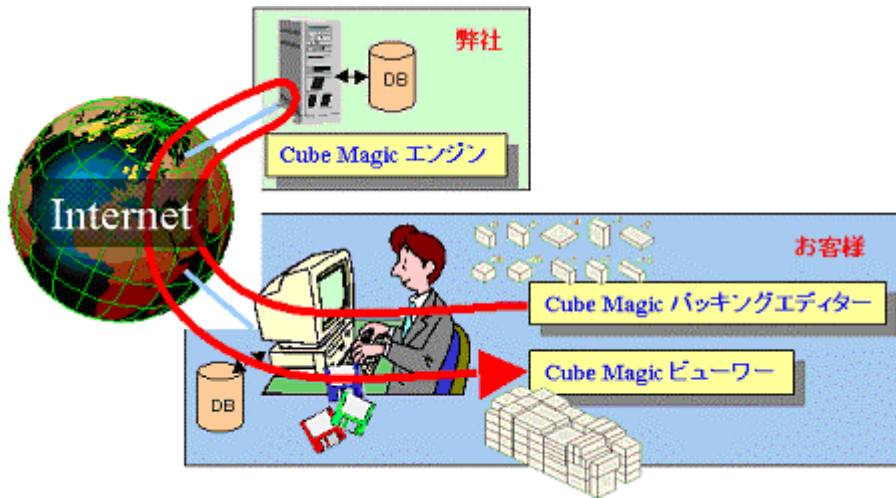 弊社
DB
Cube Magic エンジン
Internet
お客様
Cube Magic パッキングエディター
Cube Magic ビューワー
DB